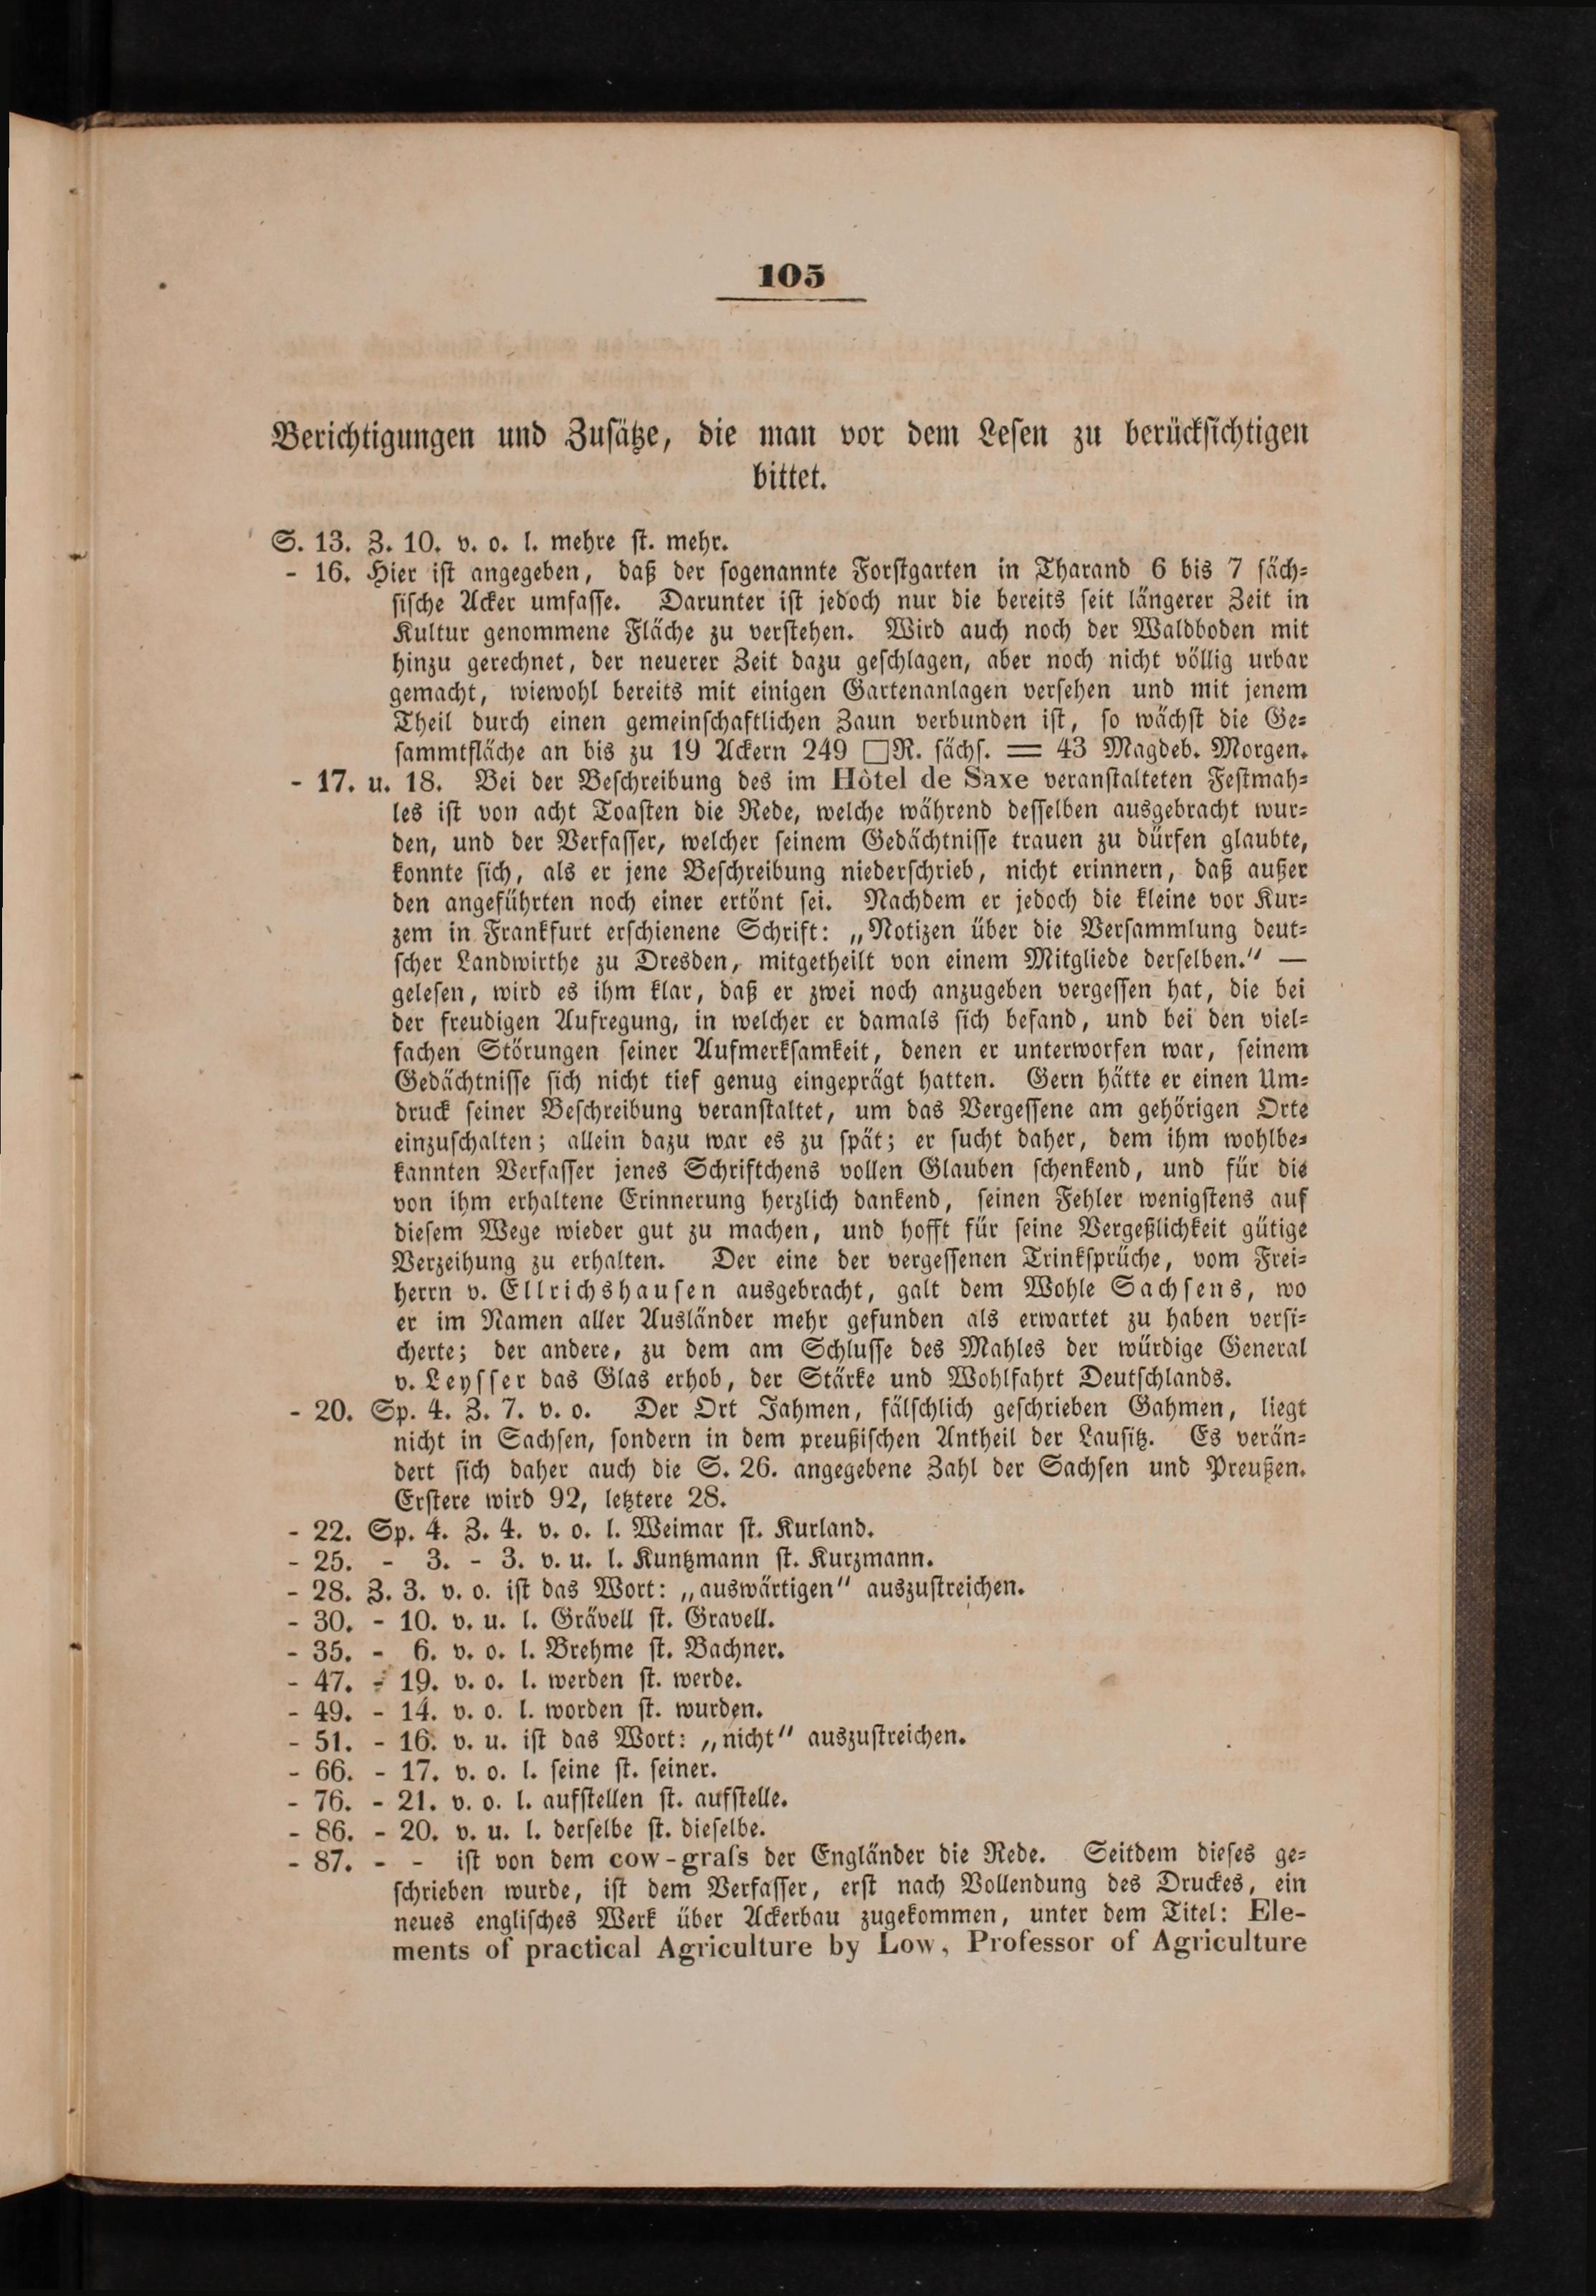 105
Berichtigungen und Zusätze, die man vor dem Lesen zu berücksichtigen
bittet.
S. 13. Z. 10. v. o. l. mehre st. mehr.
- 16. Hier ist angegeben, daß der sogenannte Forstgarten in Tharand 6 bis 7 säch-
sische Acker umfasse. Darunter ist jedoch nur die bereits seit längerer Zeit in
Kultur genommene Fläche zu verstehen. Wird auch noch der Waldboden mit
hinzu gerechnet, der neuerer Zeit dazu geschlagen, aber noch nicht völlig urbar
gemacht, wiewohl bereits mit einigen Gartenanlagen versehen und mit jenem
Theil durch einen gemeinschaftlichen Zaun verbunden ist, so wächst die Ge-
sammtfläche an bis zu 19 Ackern 249 □R. sächs. = 43 Magdeb. Morgen.
- 17. u. 18. Bei der Beschreibung des im Hôtel de Saxe veranstalteten Festmah-
les ist von acht Toasten die Rede, welche während desselben ausgebracht wur-
den, und der Verfasser, welcher seinem Gedächtnisse trauen zu dürfen glaubte,
konnte sich, als er jene Beschreibung niederschrieb, nicht erinnern, daß außer
den angeführten noch einer ertönt sei. Nachdem er jedoch die kleine vor Kur-
zem in Frankfurt erschienene Schrift: „Notizen über die Versammlung deut-
scher Landwirthe zu Dresden, mitgetheilt von einem Mitgliede derselben.“ —
gelesen, wird es ihm klar, daß er zwei noch anzugeben vergessen hat, die bei
der freudigen Aufregung, in welcher er damals sich befand, und bei den viel-
fachen Störungen seiner Aufmerksamkeit, denen er unterworfen war, seinem
Gedächtnisse sich nicht tief genug eingeprägt hatten. Gern hätte er einen Um-
druck seiner Beschreibung veranstaltet, um das Vergessene am gehörigen Orte
einzuschalten; allein dazu war es zu spät; er sucht daher, dem ihm wohlbe-
kannten Verfasser jenes Schriftchens vollen Glauben schenkend, und für die
von ihm erhaltene Erinnerung herzlich dankend, seinen Fehler wenigstens auf
diesem Wege wieder gut zu machen, und hofft für seine Vergeßlichkeit gütige
Verzeihung zu erhalten. Der eine der vergessenen Trinksprüche, vom Frei-
herrn v. Ellrichshausen ausgebracht, galt dem Wohle Sachsens, wo
er im Namen aller Ausländer mehr gefunden als erwartet zu haben versi-
cherte; der andere, zu dem am Schlusse des Mahles der würdige General
v. Leysser das Glas erhob, der Stärke und Wohlfahrt Deutschlands.
- 20. Sp. 4. Z. 7. v. o. Der Ort Jahmen, fälschlich geschrieben Gahmen, liegt
nicht in Sachsen, sondern in dem preußischen Antheil der Lausitz. Es verän-
dert sich daher auch die S. 26. angegebene Zahl der Sachsen und Preußen.
Erstere wird 92, letztere 28.
- 22. Sp. 4. Z. 4. v. o. l. Weimar st. Kurland.
- 25. - 3. - 3. v. u. l. Kuntzmann st. Kurzmann.
- 28. Z. 3. v. o. ist das Wort: „auswärtigen“ auszustreichen.
- 30. - 10. v. u. l. Grävell st. Gravell.
- 35. - 6. v. o. l. Brehme st. Bachner.
- 47. - 19. v. o. l. werden st. werde.
- 49. - 14. v. o. l. worden st. wurden.
- 51. - 16. v. u. ist das Wort: „nicht“ auszustreichen.
- 66. - 17. v. o. l. seine st. seiner.
- 76. - 21. v. o. l. aufstellen st. aufstelle.
- 86. - 20. v. u. l. derselbe st. dieselbe.
- 87. - - ist von dem cow-graſs der Engländer die Rede. Seitdem dieses ge-
schrieben wurde, ist dem Verfasser, erst nach Vollendung des Druckes, ein
neues englisches Werk über Ackerbau zugekommen, unter dem Titel: Ele-
ments of practical Agriculture by Low, Professor of Agriculture